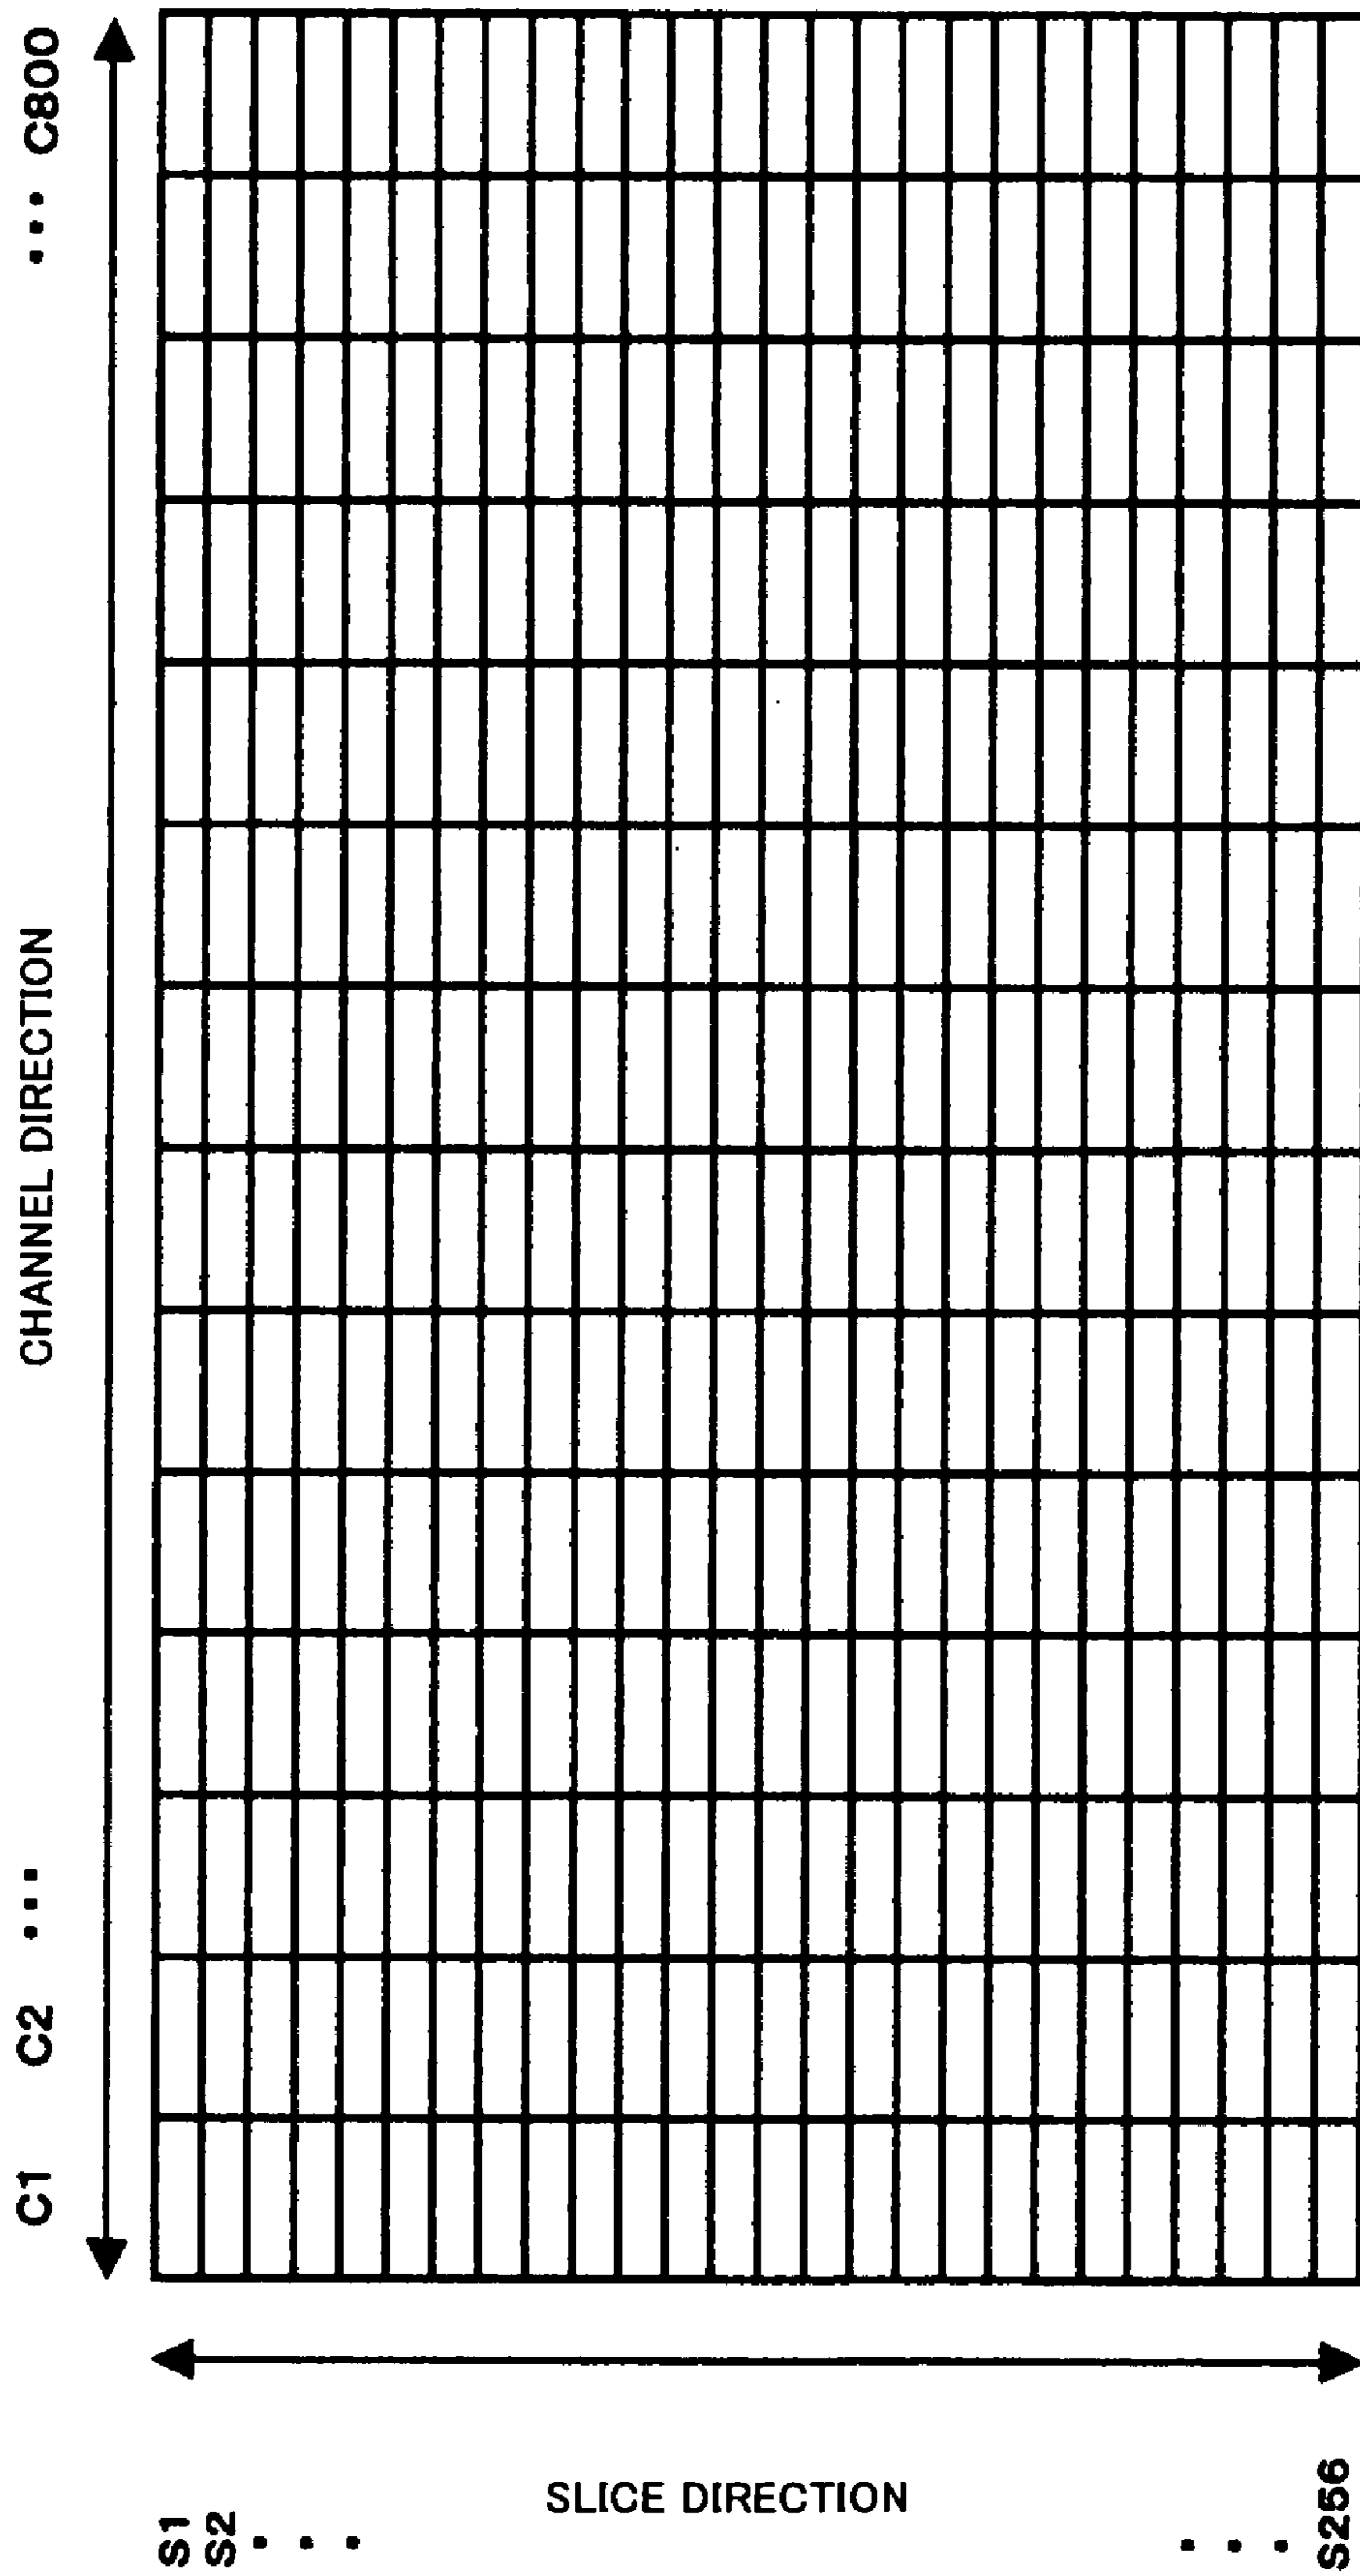 C1 C2 ... ... C800
CHANNEL DIRECTION
SLICE DIRECTION
S1
S2
...
...
S256